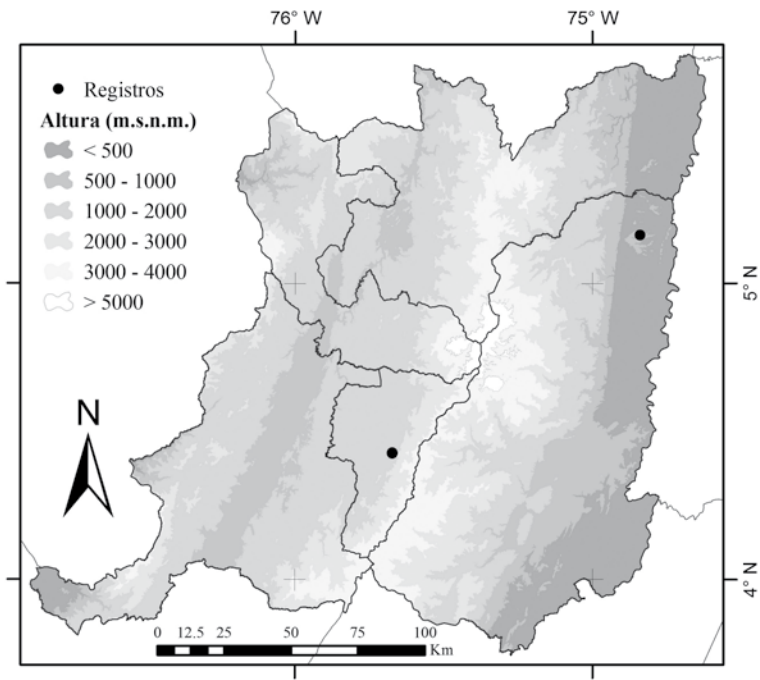 76° W
75° W
Registros
Altura (m.s.n.m.)
< 500
500 - 1000
1000 - 2000
2000 - 3000
3000 - 4000
> 5000
5° N
N
4° N
0 12.5 25 50 75 100
Km